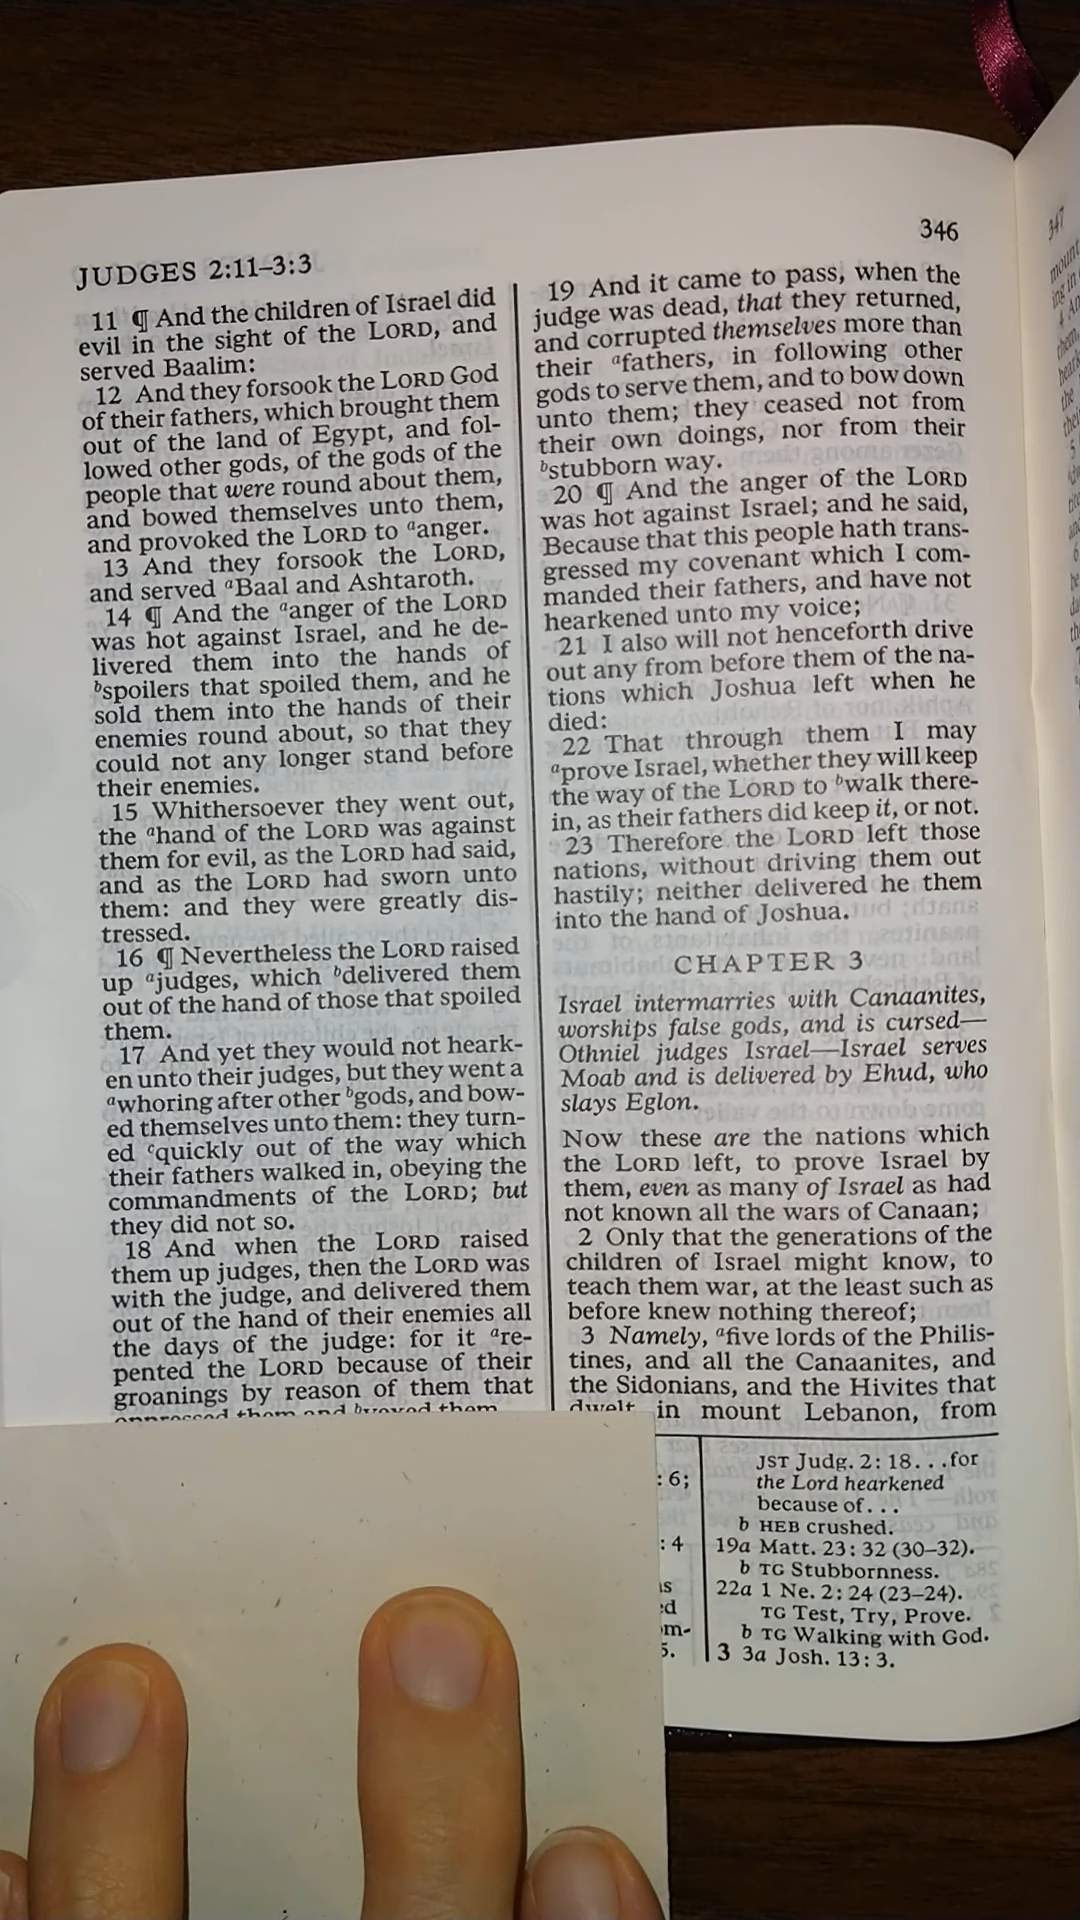 346
JUDGES 2:11–3:3
11 ¶ And the children of Israel did
evil in the sight of the LORD, and
served Baalim:
12 And they forsook the LORD God
of their fathers, which brought them
out of the land of Egypt, and fol-
lowed other gods, of the gods of the
people that were round about them,
and bowed themselves unto them,
and provoked the LORD to aanger.
13 And they forsook the LORD,
and served aBaal and Ashtaroth.
14 ¶ And the aanger of the LORD
was hot against Israel, and he de-
livered them into the hands of
bspoilers that spoiled them, and he
sold them into the hands of their
enemies round about, so that they
could not any longer stand before
their enemies.
15 Whithersoever they went out,
the ahand of the LORD was against
them for evil, as the LORD had said,
and as the LORD had sworn unto
them: and they were greatly dis-
tressed.
16 ¶ Nevertheless the LORD raised
up ajudges, which bdelivered them
out of the hand of those that spoiled
them.
17 And yet they would not heark-
en unto their judges, but they went a
awhoring after other bgods, and bow-
ed themselves unto them: they turn-
ed cquickly out of the way which
their fathers walked in, obeying the
commandments of the LORD; but
they did not so.
18 And when the LORD raised
them up judges, then the LORD was
with the judge, and delivered them
out of the hand of their enemies all
the days of the judge: for it are-
pented the LORD because of their
groanings by reason of them that
oppressed them and bvexed them
19 And it came to pass, when the
judge was dead, that they returned,
and corrupted themselves more than
their afathers, in following other
gods to serve them, and to bow down
unto them; they ceased not from
their own doings, nor from their
bstubborn way.
20 ¶ And the anger of the LORD
was hot against Israel; and he said,
Because that this people hath trans-
gressed my covenant which I com-
manded their fathers, and have not
hearkened unto my voice;
21 I also will not henceforth drive
out any from before them of the na-
tions which Joshua left when he
died:
22 That through them I may
aprove Israel, whether they will keep
the way of the LORD to bwalk there-
in, as their fathers did keep it, or not.
23 Therefore the LORD left those
nations, without driving them out
hastily; neither delivered he them
into the hand of Joshua.
CHAPTER 3
Israel intermarries with Canaanites,
worships false gods, and is cursed—
Othniel judges Israel—Israel serves
Moab and is delivered by Ehud, who
slays Eglon.
Now these are the nations which
the LORD left, to prove Israel by
them, even as many of Israel as had
not known all the wars of Canaan;
2 Only that the generations of the
children of Israel might know, to
teach them war, at the least such as
before knew nothing thereof;
3 Namely, afive lords of the Philis-
tines, and all the Canaanites, and
the Sidonians, and the Hivites that
dwelt in mount Lebanon, from
: 6;
: 4
m-
5.
JST Judg. 2: 18...for
the Lord hearkened
because of...
b HEB crushed.
19a Matt. 23: 32 (30–32).
b TG Stubbornness.
22a 1 Ne. 2: 24 (23–24).
TG Test, Try, Prove.
b TG Walking with God.
3 3a Josh. 13: 3.
347
mount